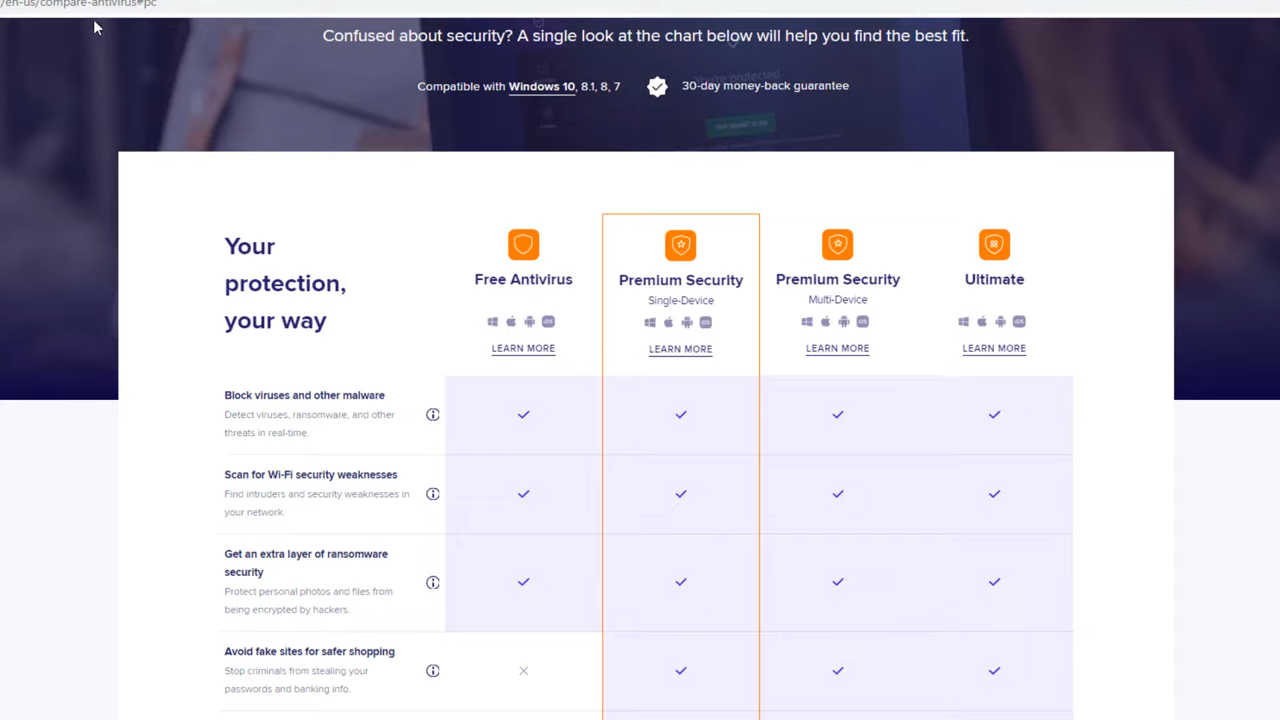 /en-us/compare-antivirus#pc
Confused about security? A single look at the chart below will help you find the best fit.
Compatible with Windows 10, 8.1, 8, 7
30-day money-back guarantee
Your
protection,
your way
Free Antivirus
LEARN MORE
Premium Security
Single-Device
LEARN MORE
Premium Security
Multi-Device
LEARN MORE
Ultimate
LEARN MORE
Block viruses and other malware
Detect viruses, ransomware, and other
threats in real-time.
Scan for Wi-Fi security weaknesses
Find intruders and security weaknesses in
your network.
Get an extra layer of ransomware
security
Protect personal photos and files from
being encrypted by hackers.
Avoid fake sites for safer shopping
Stop criminals from stealing your
passwords and banking info.